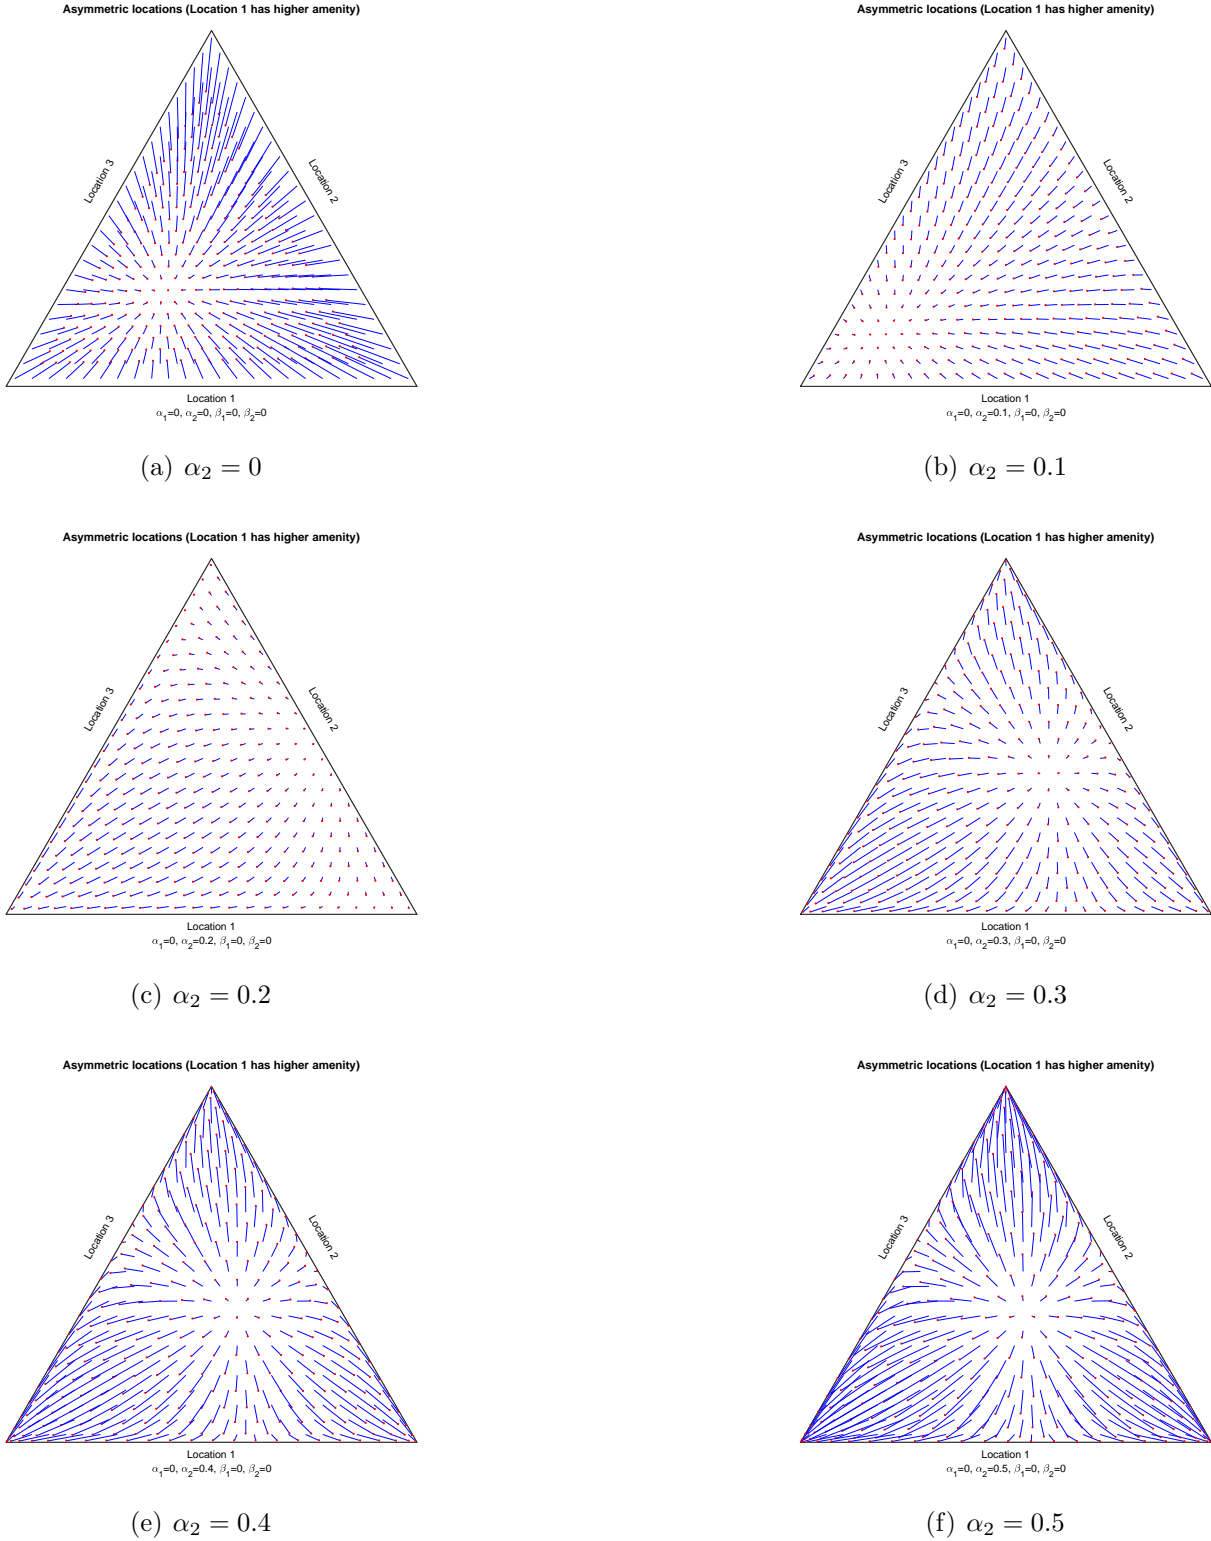 Asymmetric locations (Location 1 has higher amenity)
Location 3
Location 2
Location 1
α₁=0, α₂=0, β₁=0, β₂=0
(a) α₂ = 0
Asymmetric locations (Location 1 has higher amenity)
Location 3
Location 2
Location 1
α₁=0, α₂=0.1, β₁=0, β₂=0
(b) α₂ = 0.1
Asymmetric locations (Location 1 has higher amenity)
Location 3
Location 2
Location 1
α₁=0, α₂=0.2, β₁=0, β₂=0
(c) α₂ = 0.2
Asymmetric locations (Location 1 has higher amenity)
Location 3
Location 2
Location 1
α₁=0, α₂=0.3, β₁=0, β₂=0
(d) α₂ = 0.3
Asymmetric locations (Location 1 has higher amenity)
Location 3
Location 2
Location 1
α₁=0, α₂=0.4, β₁=0, β₂=0
(e) α₂ = 0.4
Asymmetric locations (Location 1 has higher amenity)
Location 3
Location 2
Location 1
α₁=0, α₂=0.5, β₁=0, β₂=0
(f) α₂ = 0.5